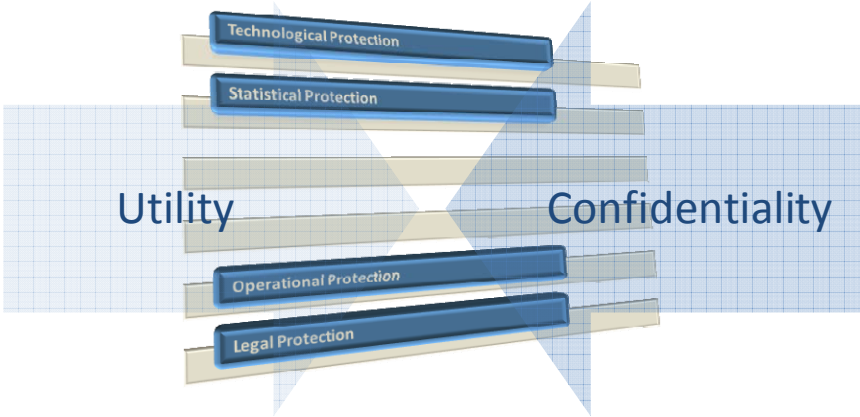 Technological Protection
Statistical Protection
Utility
Confidentiality
Operational Protection
Legal Protection